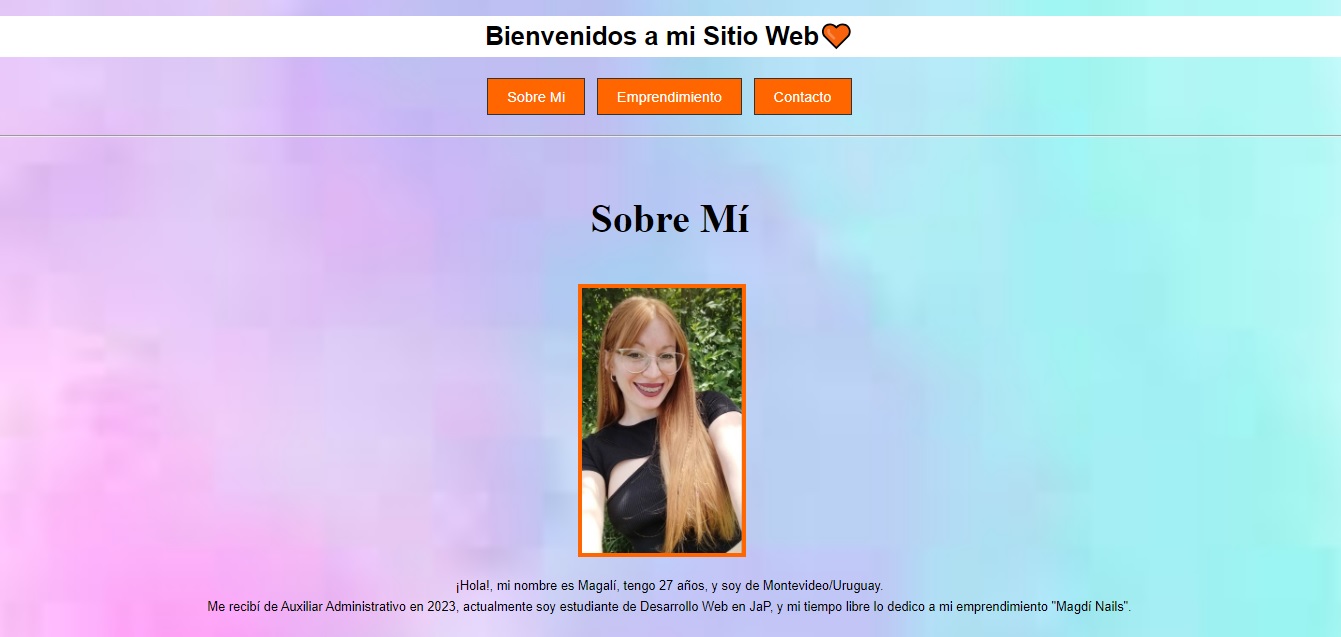 Bienvenidos a mi Sitio Web🧡
Sobre Mi
Emprendimiento
Contacto
Sobre Mí
¡Hola!, mi nombre es Magalí, tengo 27 años, y soy de Montevideo/Uruguay.
Me recibí de Auxiliar Administrativo en 2023, actualmente soy estudiante de Desarrollo Web en JaP, y mi tiempo libre lo dedico a mi emprendimiento "Magdí Nails".